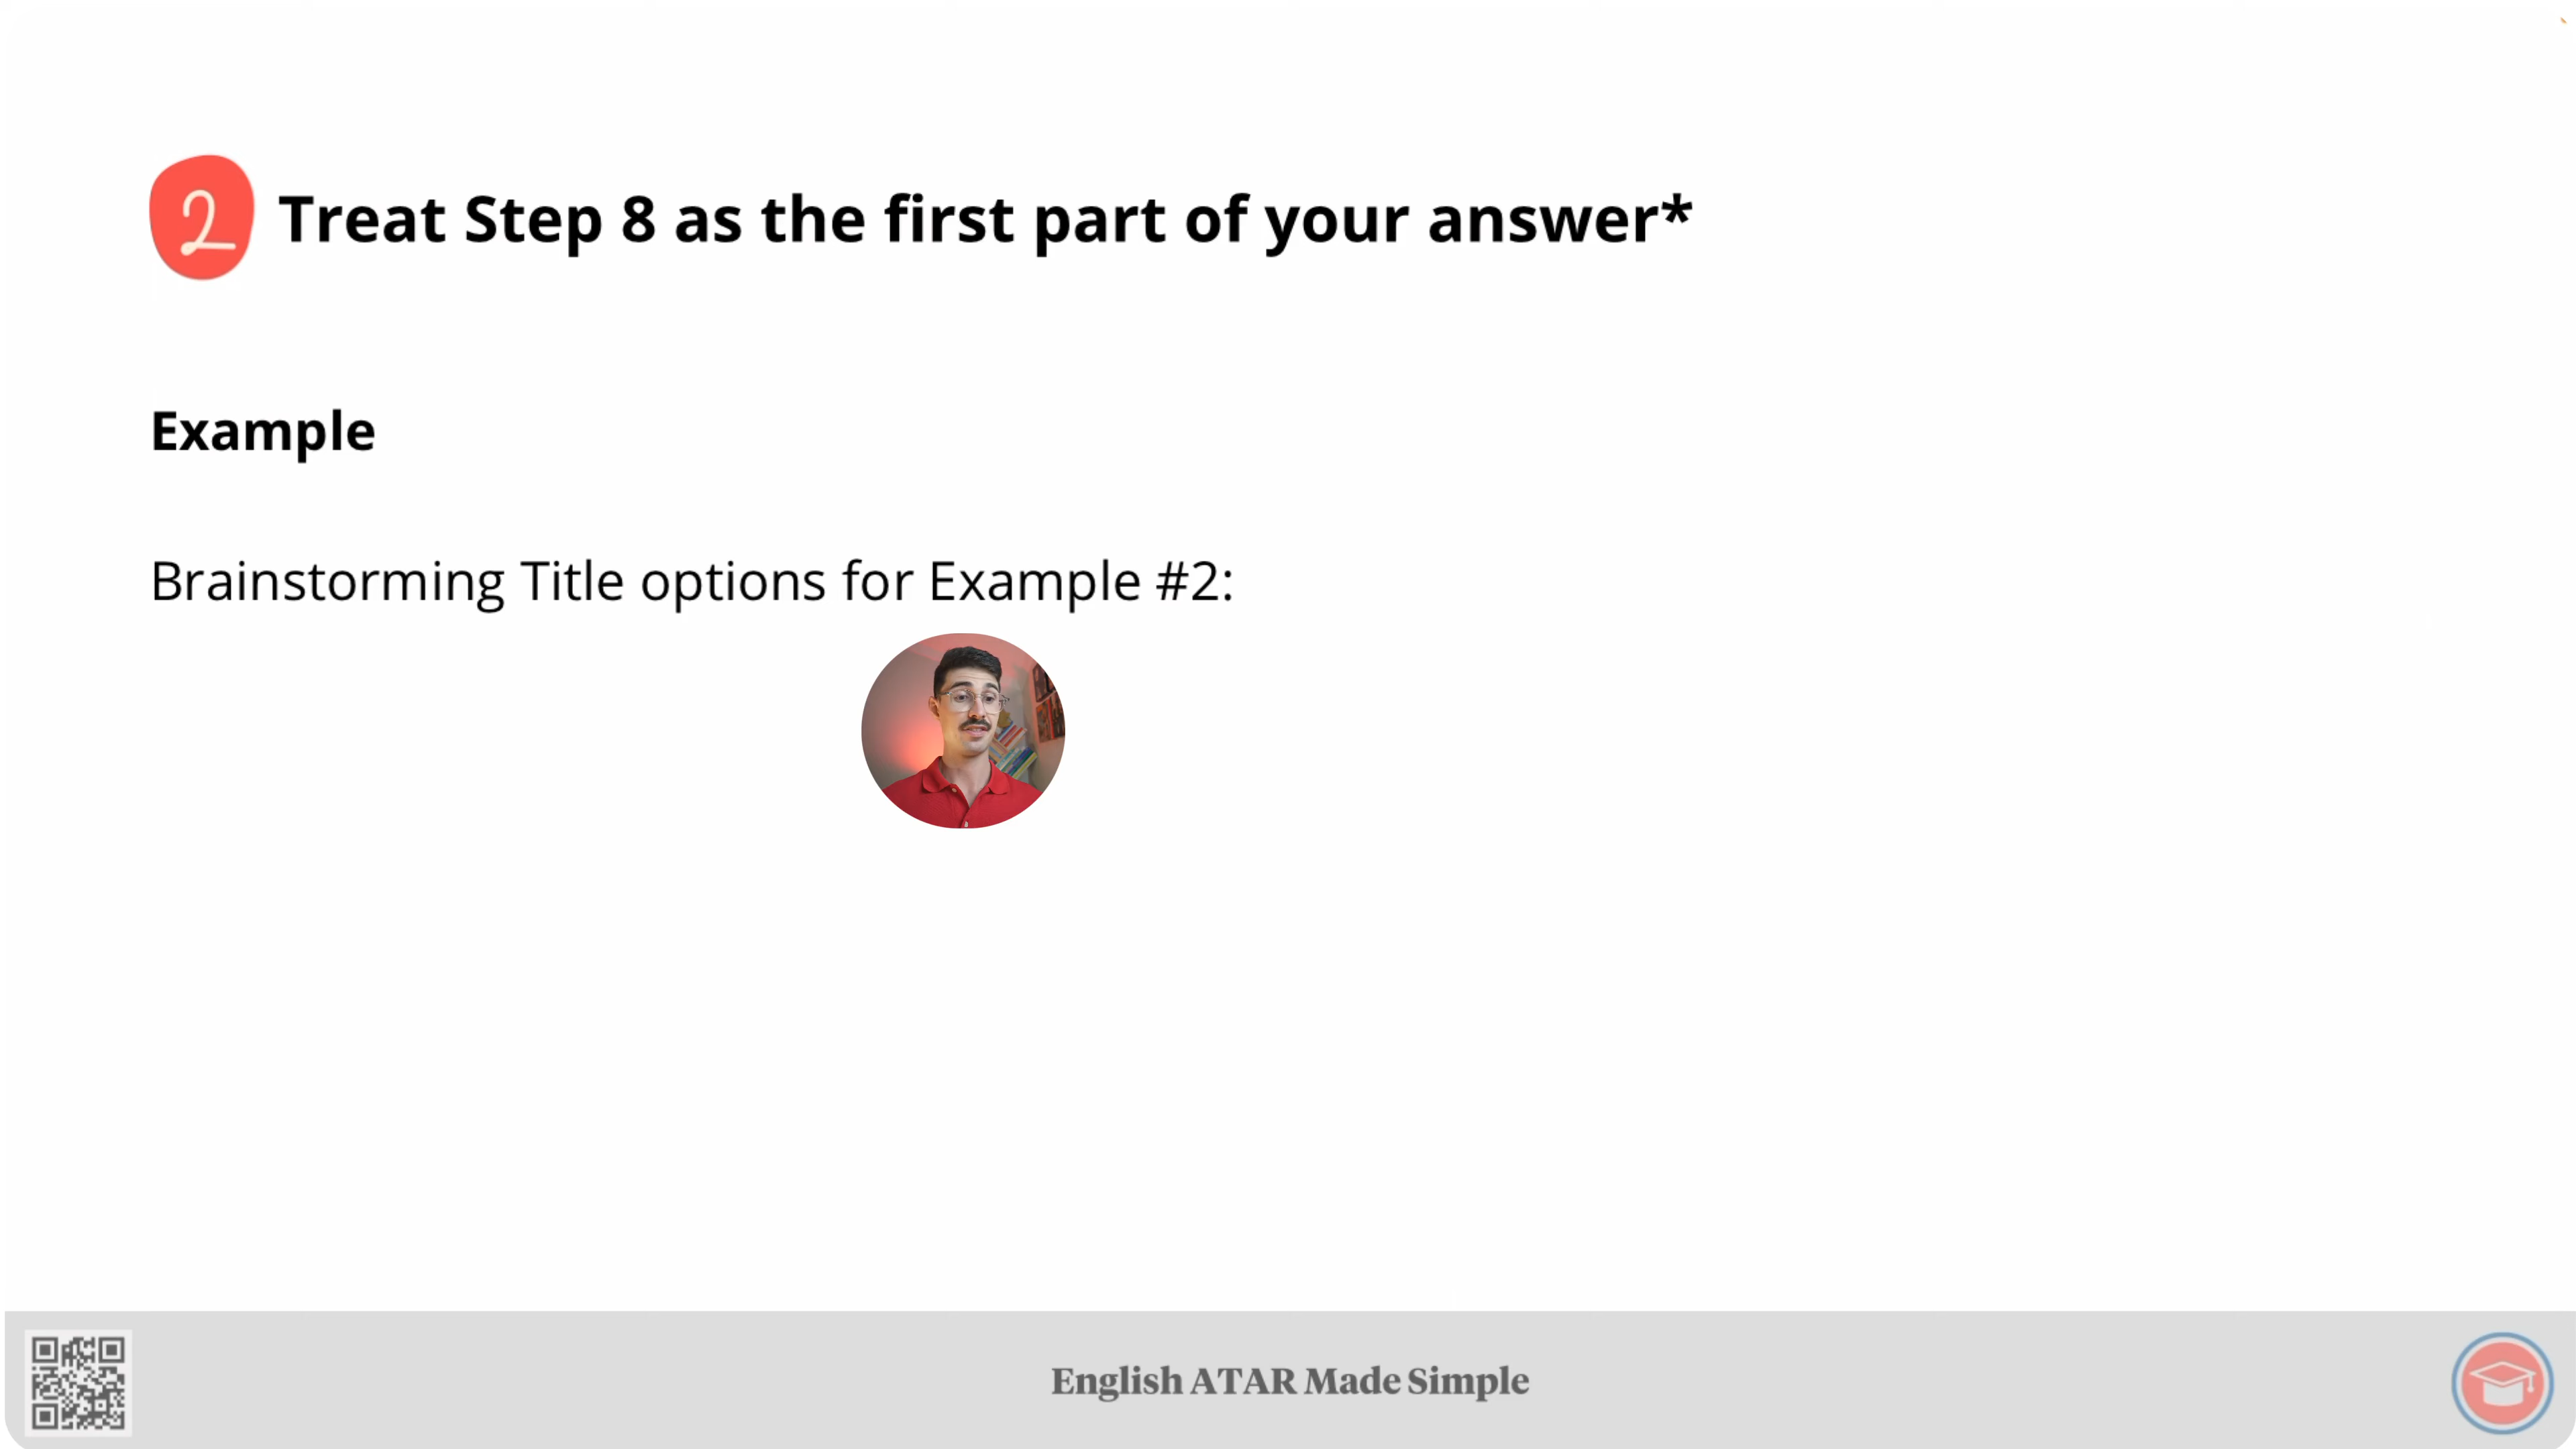 2 Treat Step 8 as the first part of your answer*
Example
Brainstorming Title options for Example #2:
English ATAR Made Simple